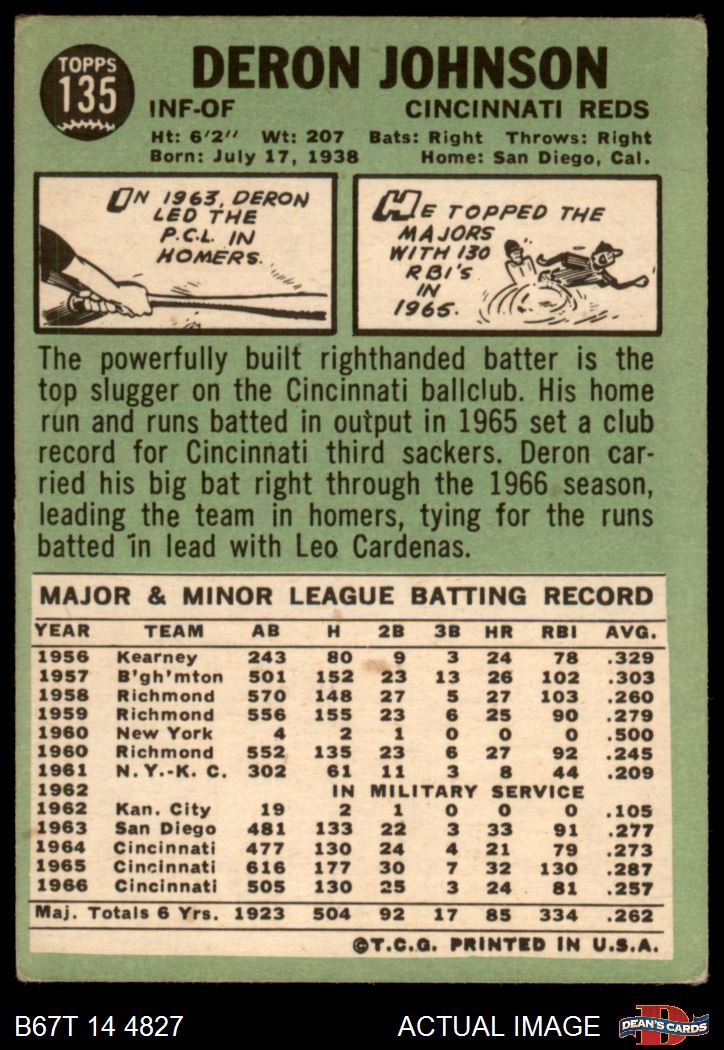 TOPPS
135
DERON JOHNSON
INF-OF CINCINNATI REDS
Ht: 6'2" Wt: 207 Bats: Right Throws: Right
Born: July 17, 1938 Home: San Diego, Cal.
IN 1963, DERON
LED THE
P.C.L. IN
HOMERS.
HE TOPPED THE
MAJORS
WITH 130
RBI'S
IN
1965.
The powerfully built righthanded batter is the
top slugger on the Cincinnati ballclub. His home
run and runs batted in output in 1965 set a club
record for Cincinnati third sackers. Deron car-
ried his big bat right through the 1966 season,
leading the team in homers, tying for the runs
batted in lead with Leo Cardenas.
MAJOR & MINOR LEAGUE BATTING RECORD
YEAR TEAM AB H 2B 3B HR RBI AVG.
1956 Kearney 243 80 9 3 24 78 .329
1957 B'gh'mton 501 152 23 13 26 102 .303
1958 Richmond 570 148 27 5 27 103 .260
1959 Richmond 556 155 23 6 25 90 .279
1960 New York 4 2 1 0 0 0 .500
1960 Richmond 552 135 23 6 27 92 .245
1961 N.Y.-K. C. 302 61 11 3 8 44 .209
1962 IN MILITARY SERVICE
1962 Kan. City 19 2 1 0 0 0 .105
1963 San Diego 481 133 22 3 33 91 .277
1964 Cincinnati 477 130 24 4 21 79 .273
1965 Cincinnati 616 177 30 7 32 130 .287
1966 Cincinnati 505 130 25 3 24 81 .257
Maj. Totals 6 Yrs. 1923 504 92 17 85 334 .262
©T.C.G. PRINTED IN U.S.A.
B67T 14 4827 ACTUAL IMAGE D DEAN'S CARDS